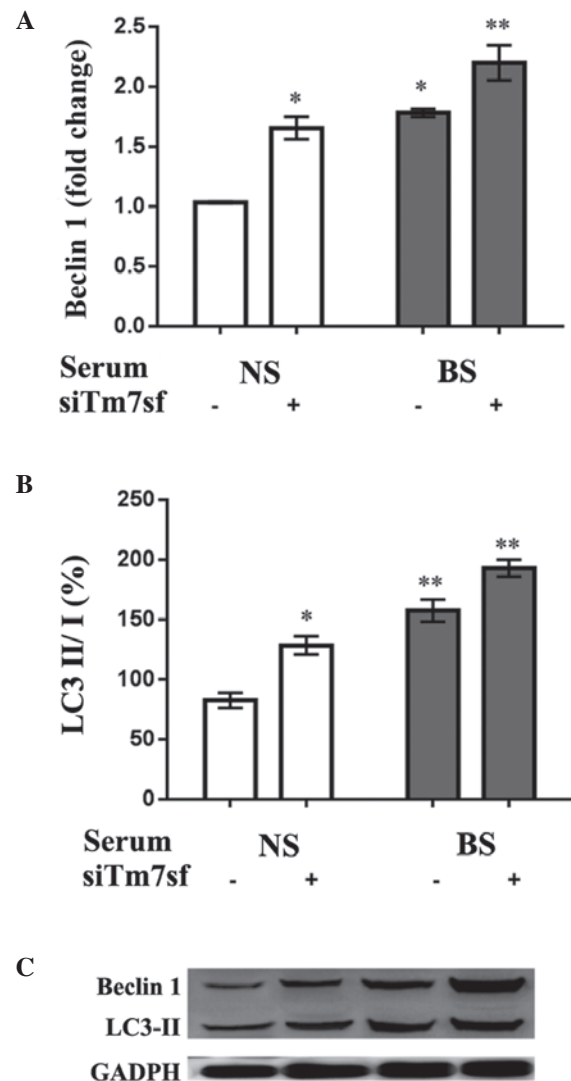 A
Beclin 1 (fold change)
2.5
2.0
1.5
1.0
0.5
0.0
*
*
**
Serum NS BS
siTm7sf - + - +
B
LC3 II/ I (%)
250
200
150
100
50
0
*
**
**
Serum NS BS
siTm7sf - + - +
C
Beclin 1
LC3-II
GADPH